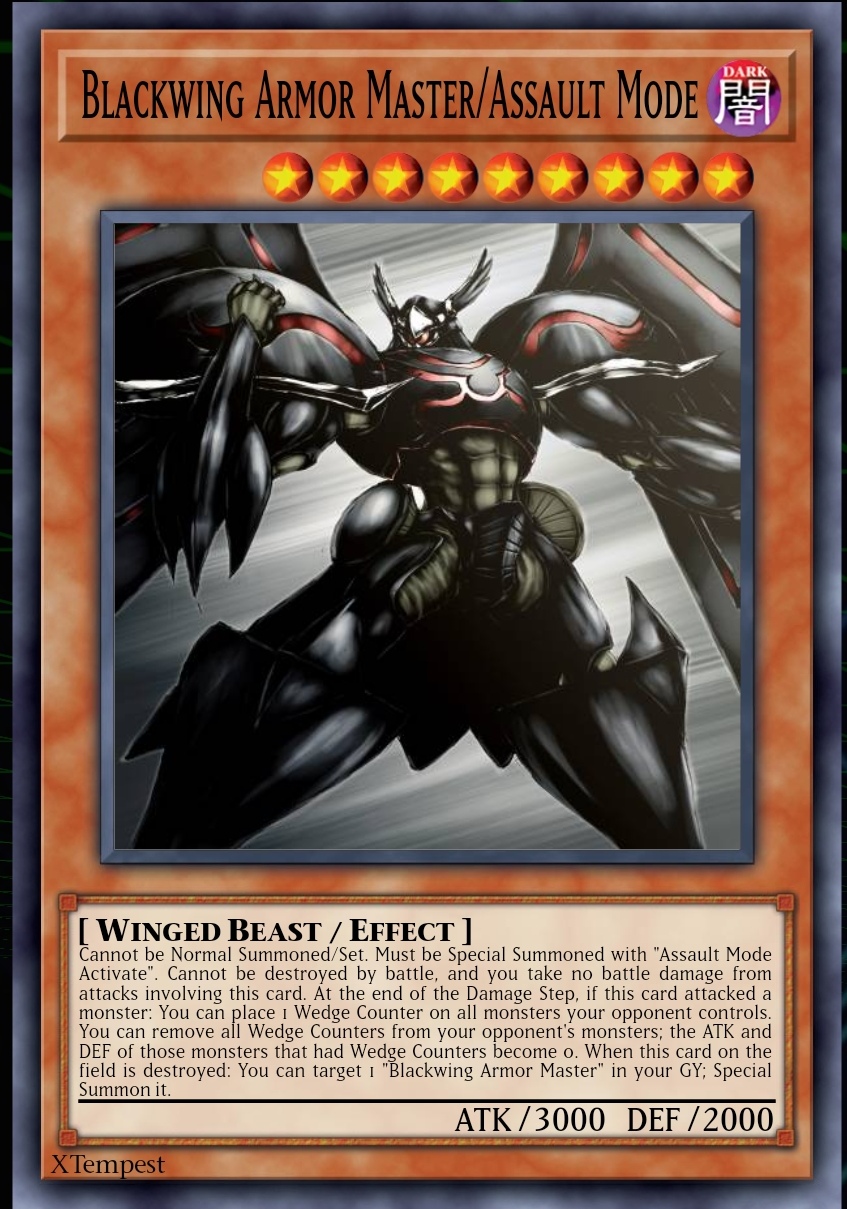 Blackwing Armor Master/Assault Mode
DARK
闇
[ Winged Beast / Effect ]
Cannot be Normal Summoned/Set. Must be Special Summoned with "Assault Mode
Activate". Cannot be destroyed by battle, and you take no battle damage from
attacks involving this card. At the end of the Damage Step, if this card attacked a
monster: You can place 1 Wedge Counter on all monsters your opponent controls.
You can remove all Wedge Counters from your opponent's monsters; the ATK and
DEF of those monsters that had Wedge Counters become 0. When this card on the
field is destroyed: You can target 1 "Blackwing Armor Master" in your GY; Special
Summon it.
ATK/3000 DEF/2000
XTempest